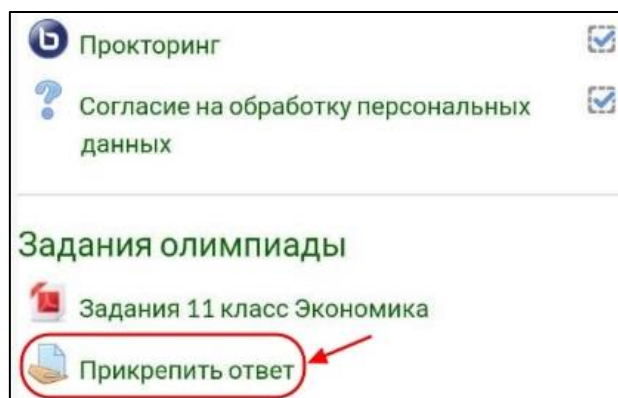 Прокторинг
Согласие на обработку персональных
данных
Задания олимпиады
Задания 11 класс Экономика
Прикрепить ответ